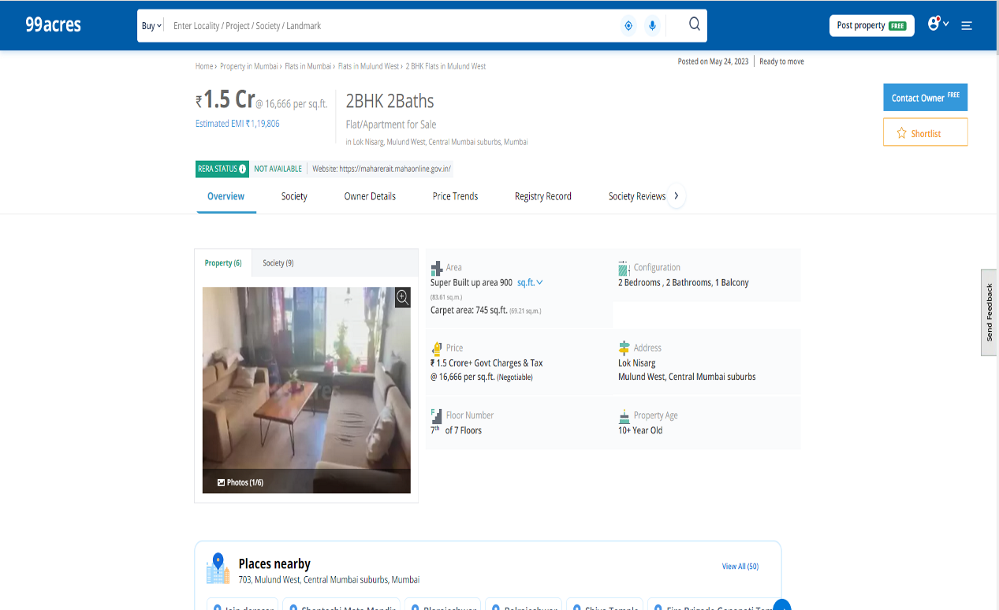 99acres
Buy
Enter Locality / Project / Society / Landmark
Post property FREE
Home › Property in Mumbai › Flats in Mumbai › Flats in Mulund West › 2 BHK Flats in Mulund West
Posted on May 24, 2023 Ready to move
₹1.5 Cr @ 16,666 per sq.ft.
Estimated EMI ₹1,19,806
2BHK 2Baths
Flat/Apartment for Sale
in Lok Nisarg, Mulund West, Central Mumbai suburbs, Mumbai
Contact Owner FREE
Shortlist
RERA STATUS NOT AVAILABLE Website: https://maharerait.mahaonline.gov.in/
Overview Society Owner Details Price Trends Registry Record Society Reviews
Property (6) Society (9)
Photos (1/6)
Area
Super Built up area 900 sq.ft.
(83.61 sq.m.)
Carpet area: 745 sq.ft. (69.21 sq.m.)
Configuration
2 Bedrooms , 2 Bathrooms, 1 Balcony
Price
₹ 1.5 Crore+ Govt Charges & Tax
@ 16,666 per sq.ft. (Negotiable)
Address
Lok Nisarg
Mulund West, Central Mumbai suburbs
Floor Number
7th of 7 Floors
Property Age
10+ Year Old
Send Feedback
Places nearby
703, Mulund West, Central Mumbai suburbs, Mumbai
View All (50)